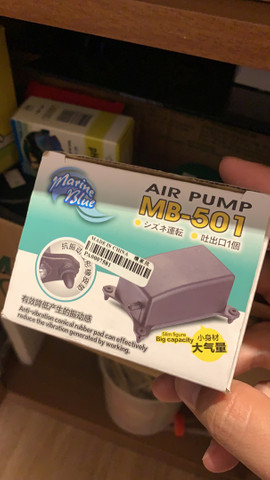 Marine
Blue
AIR PUMP
MB-501
シズネ運転 吐出口1個
MADE IN CHINA
PA9007881
抗振动
有效降低产生的振动感
Anti-vibration conical rubber pad can effectively
reduce the vibration generated by working.
Slim figure
Big capacity
小身材
大气量